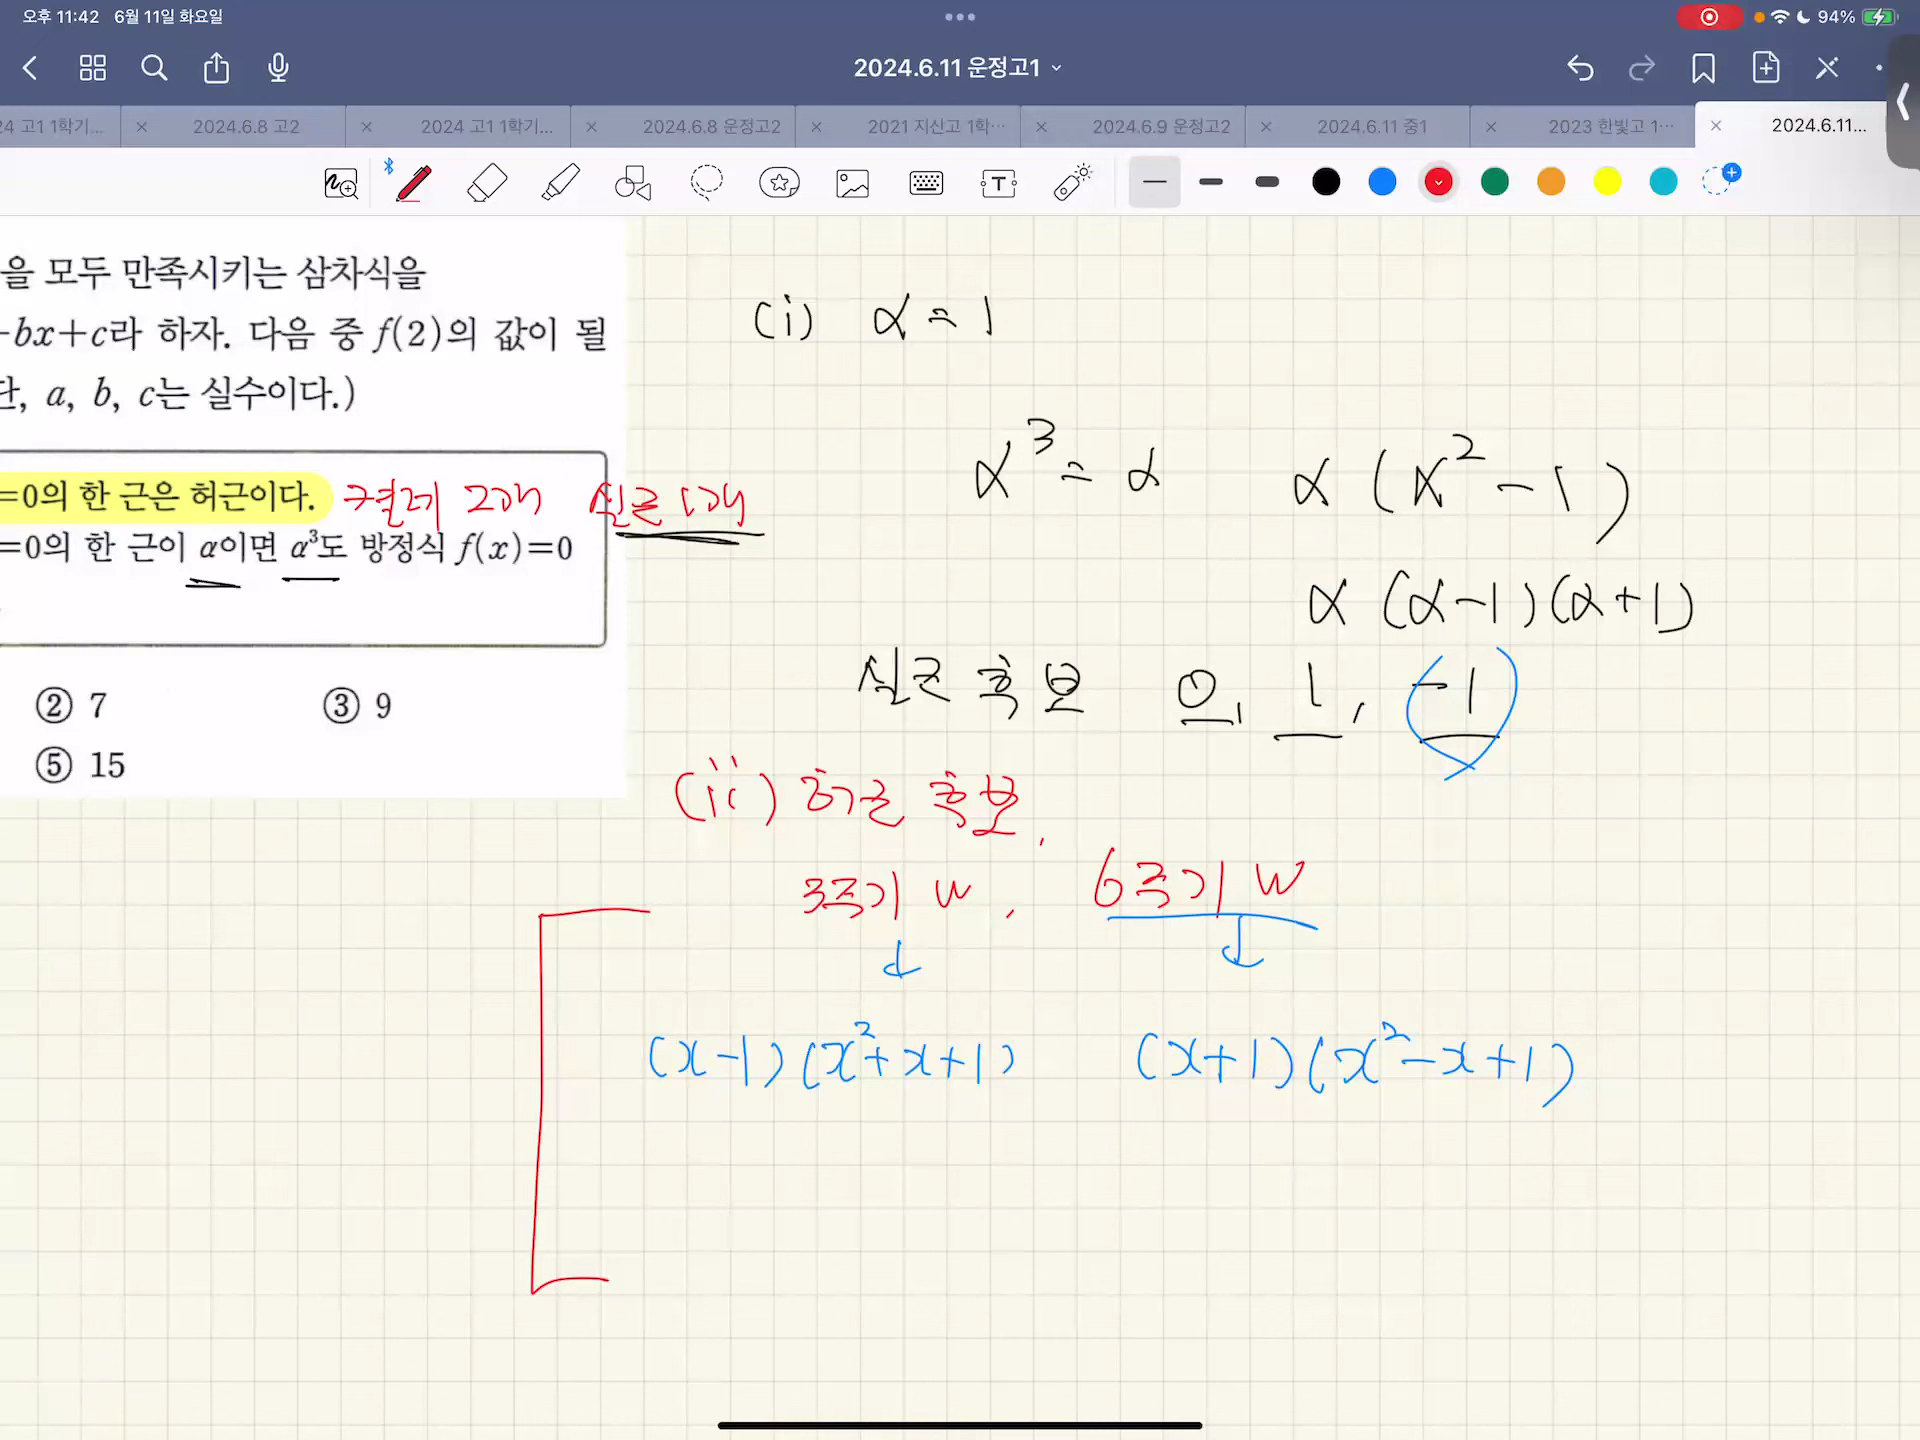 오후 11:42 6월 11일 화요일
94%
2024.6.11 운정고1
24 고1 1학기...
2024.6.8 고2
2024 고1 1학기...
2024.6.8 운정고2
2021 지산고 1학...
2024.6.9 운정고2
2024.6.11 중1
2023 한빛고 1...
2024.6.11...
을 모두 만족시키는 삼차식을
-bx+c라 하자. 다음 중 f(2)의 값이 될
단, a, b, c는 실수이다.)
=0의 한 근은 허근이다. 켤레 2개 실근 1개
=0의 한 근이 α이면 α³도 방정식 f(x)=0
② 7 ③ 9
⑤ 15
(i) α=1
α³=α α(α²-1)
α(α-1)(α+1)
실근 후보 0, 1, -1
(ii) 허근 후보,
3주기 w, 6주기 w
(x-1)(x²+x+1) (x+1)(x²-x+1)